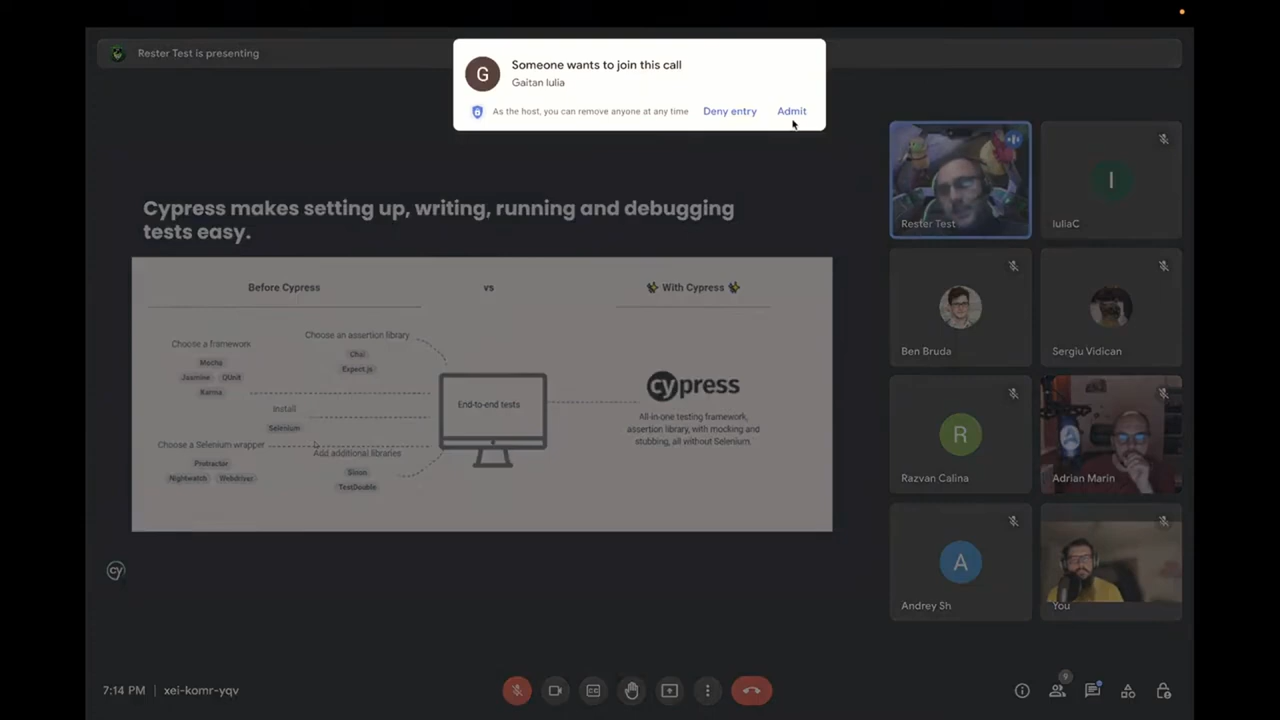 Rester Test is presenting
G
Someone wants to join this call
Gaitan Iulia
As the host, you can remove anyone at any time
Deny entry
Admit
Cypress makes setting up, writing, running and debugging
tests easy.
Before Cypress
vs
With Cypress
Choose a framework
Mocha
Jasmine QUnit
Karma
Choose an assertion library
Chai
Expect.js
Install
Selenium
Choose a Selenium wrapper
Protractor
Nightwatch Webdriver
Add additional libraries
Sinon
TestDouble
End-to-end tests
cypress
All-in-one testing framework,
assertion library, with mocking and
stubbing, all without Selenium.
cy
Rester Test
I
IuliaC
Ben Bruda
Sergiu Vidican
R
Razvan Calina
Adrian Marin
A
Andrey Sh
You
7:14 PM | xei-komr-yqv
CC
9